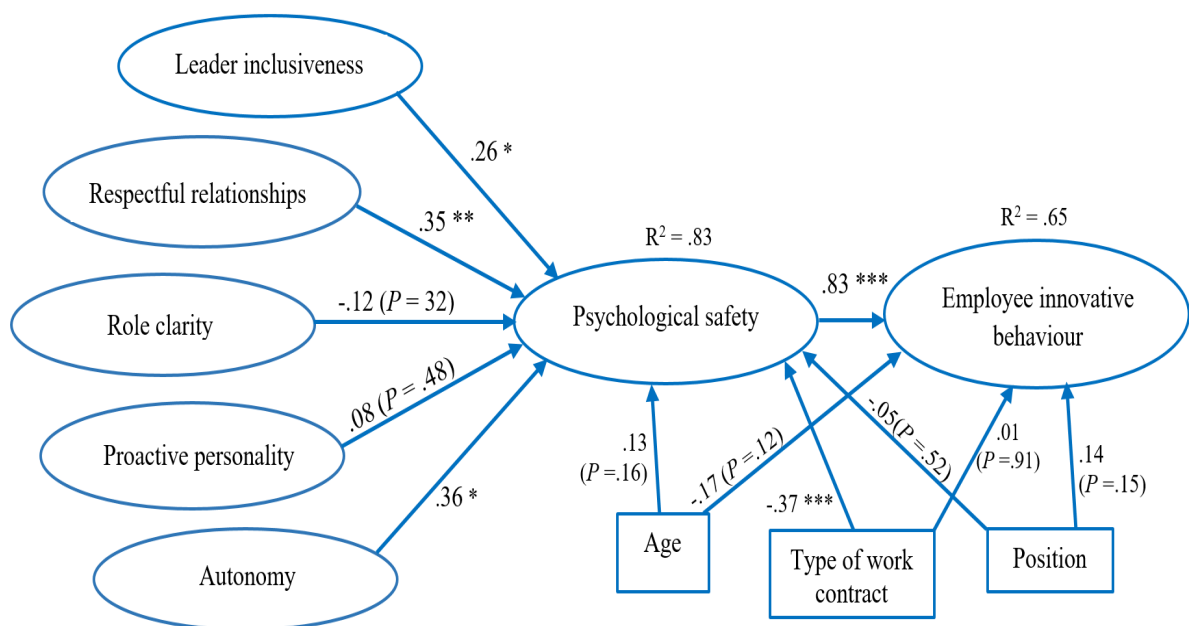 Leader inclusiveness
.26 *
Respectful relationships
.35 **
R² = .83
R² = .65
Role clarity
-.12 (P = 32)
Psychological safety
.83 ***
Employee innovative
behaviour
Proactive personality
.08 (P = .48)
Autonomy
.36 *
.13
(P =.16)
-.17 (P =.12)
-.37 ***
-.05(P =.52)
.01
(P =.91)
.14
(P =.15)
Age
Type of work
contract
Position